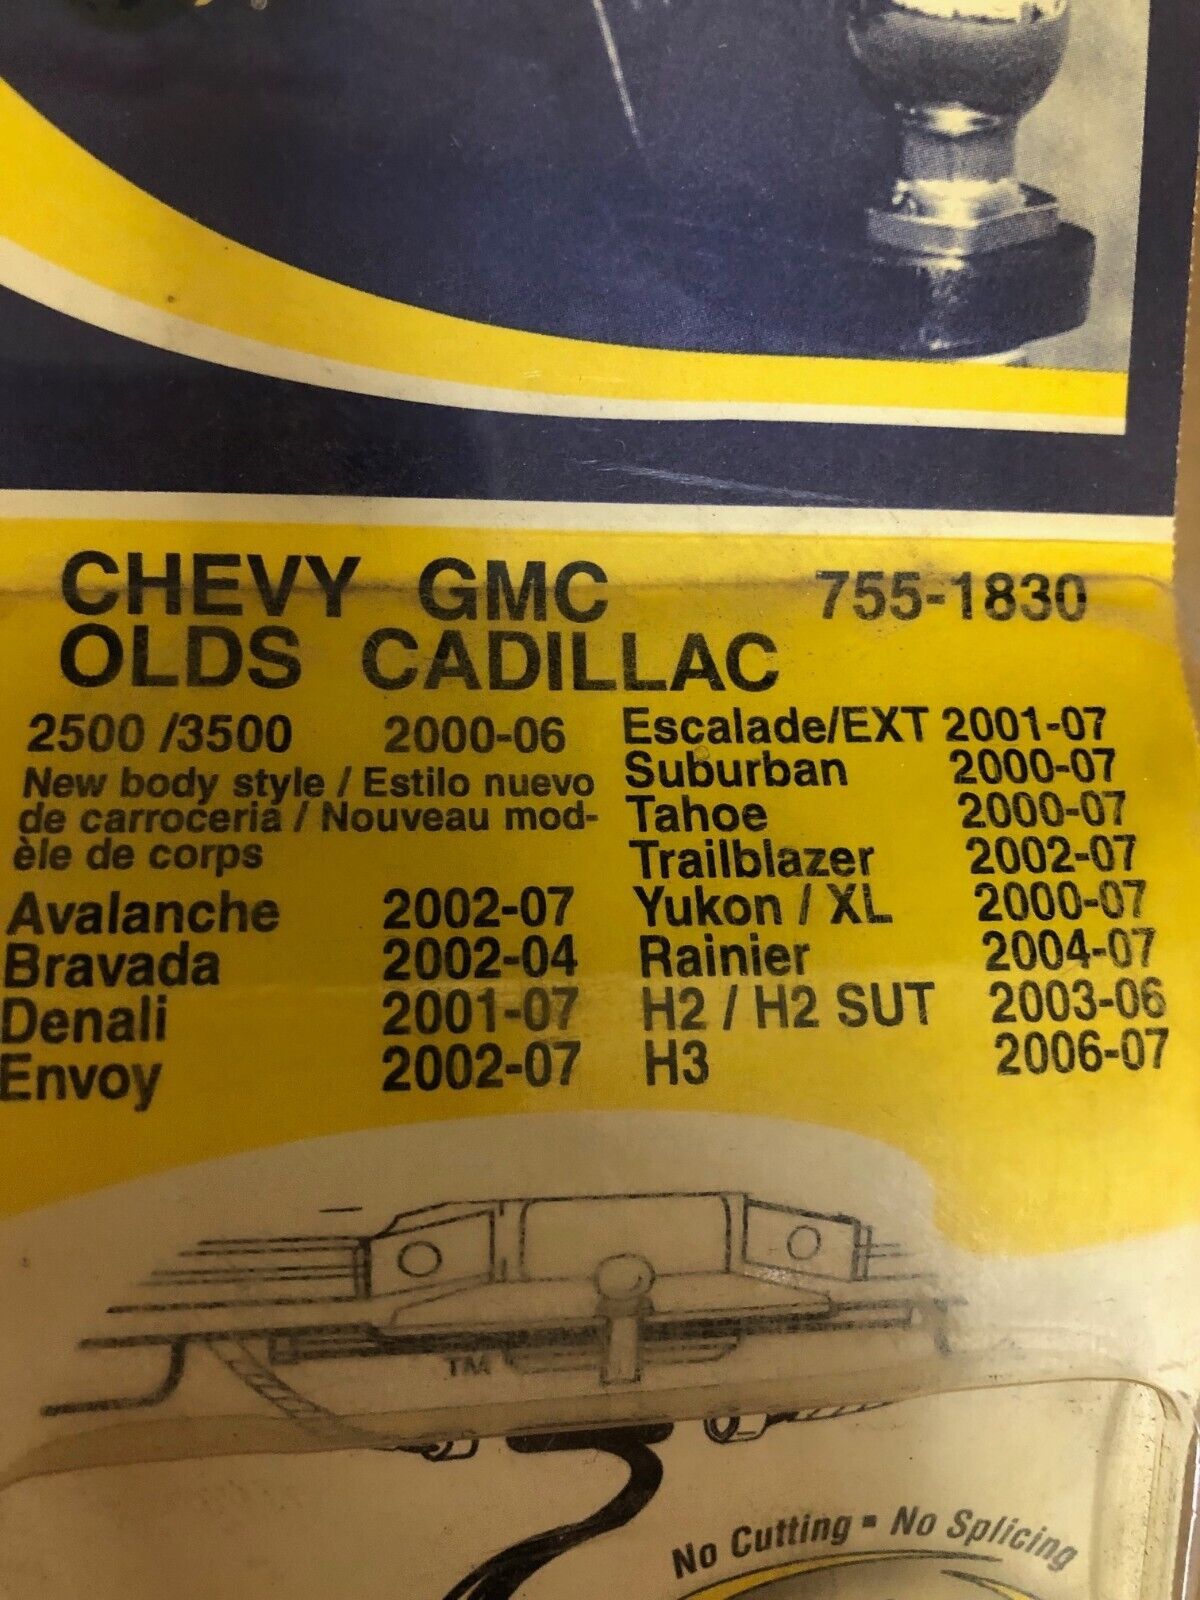 ®
CHEVY GMC 755-1830
OLDS CADILLAC
2500 /3500 2000-06
New body style / Estilo nuevo
de carroceria / Nouveau mod-
èle de corps
Avalanche 2002-07
Bravada 2002-04
Denali 2001-07
Envoy 2002-07
Escalade/EXT 2001-07
Suburban 2000-07
Tahoe 2000-07
Trailblazer 2002-07
Yukon / XL 2000-07
Rainier 2004-07
H2 / H2 SUT 2003-06
H3 2006-07
TM
No Cutting ▪ No Splicing